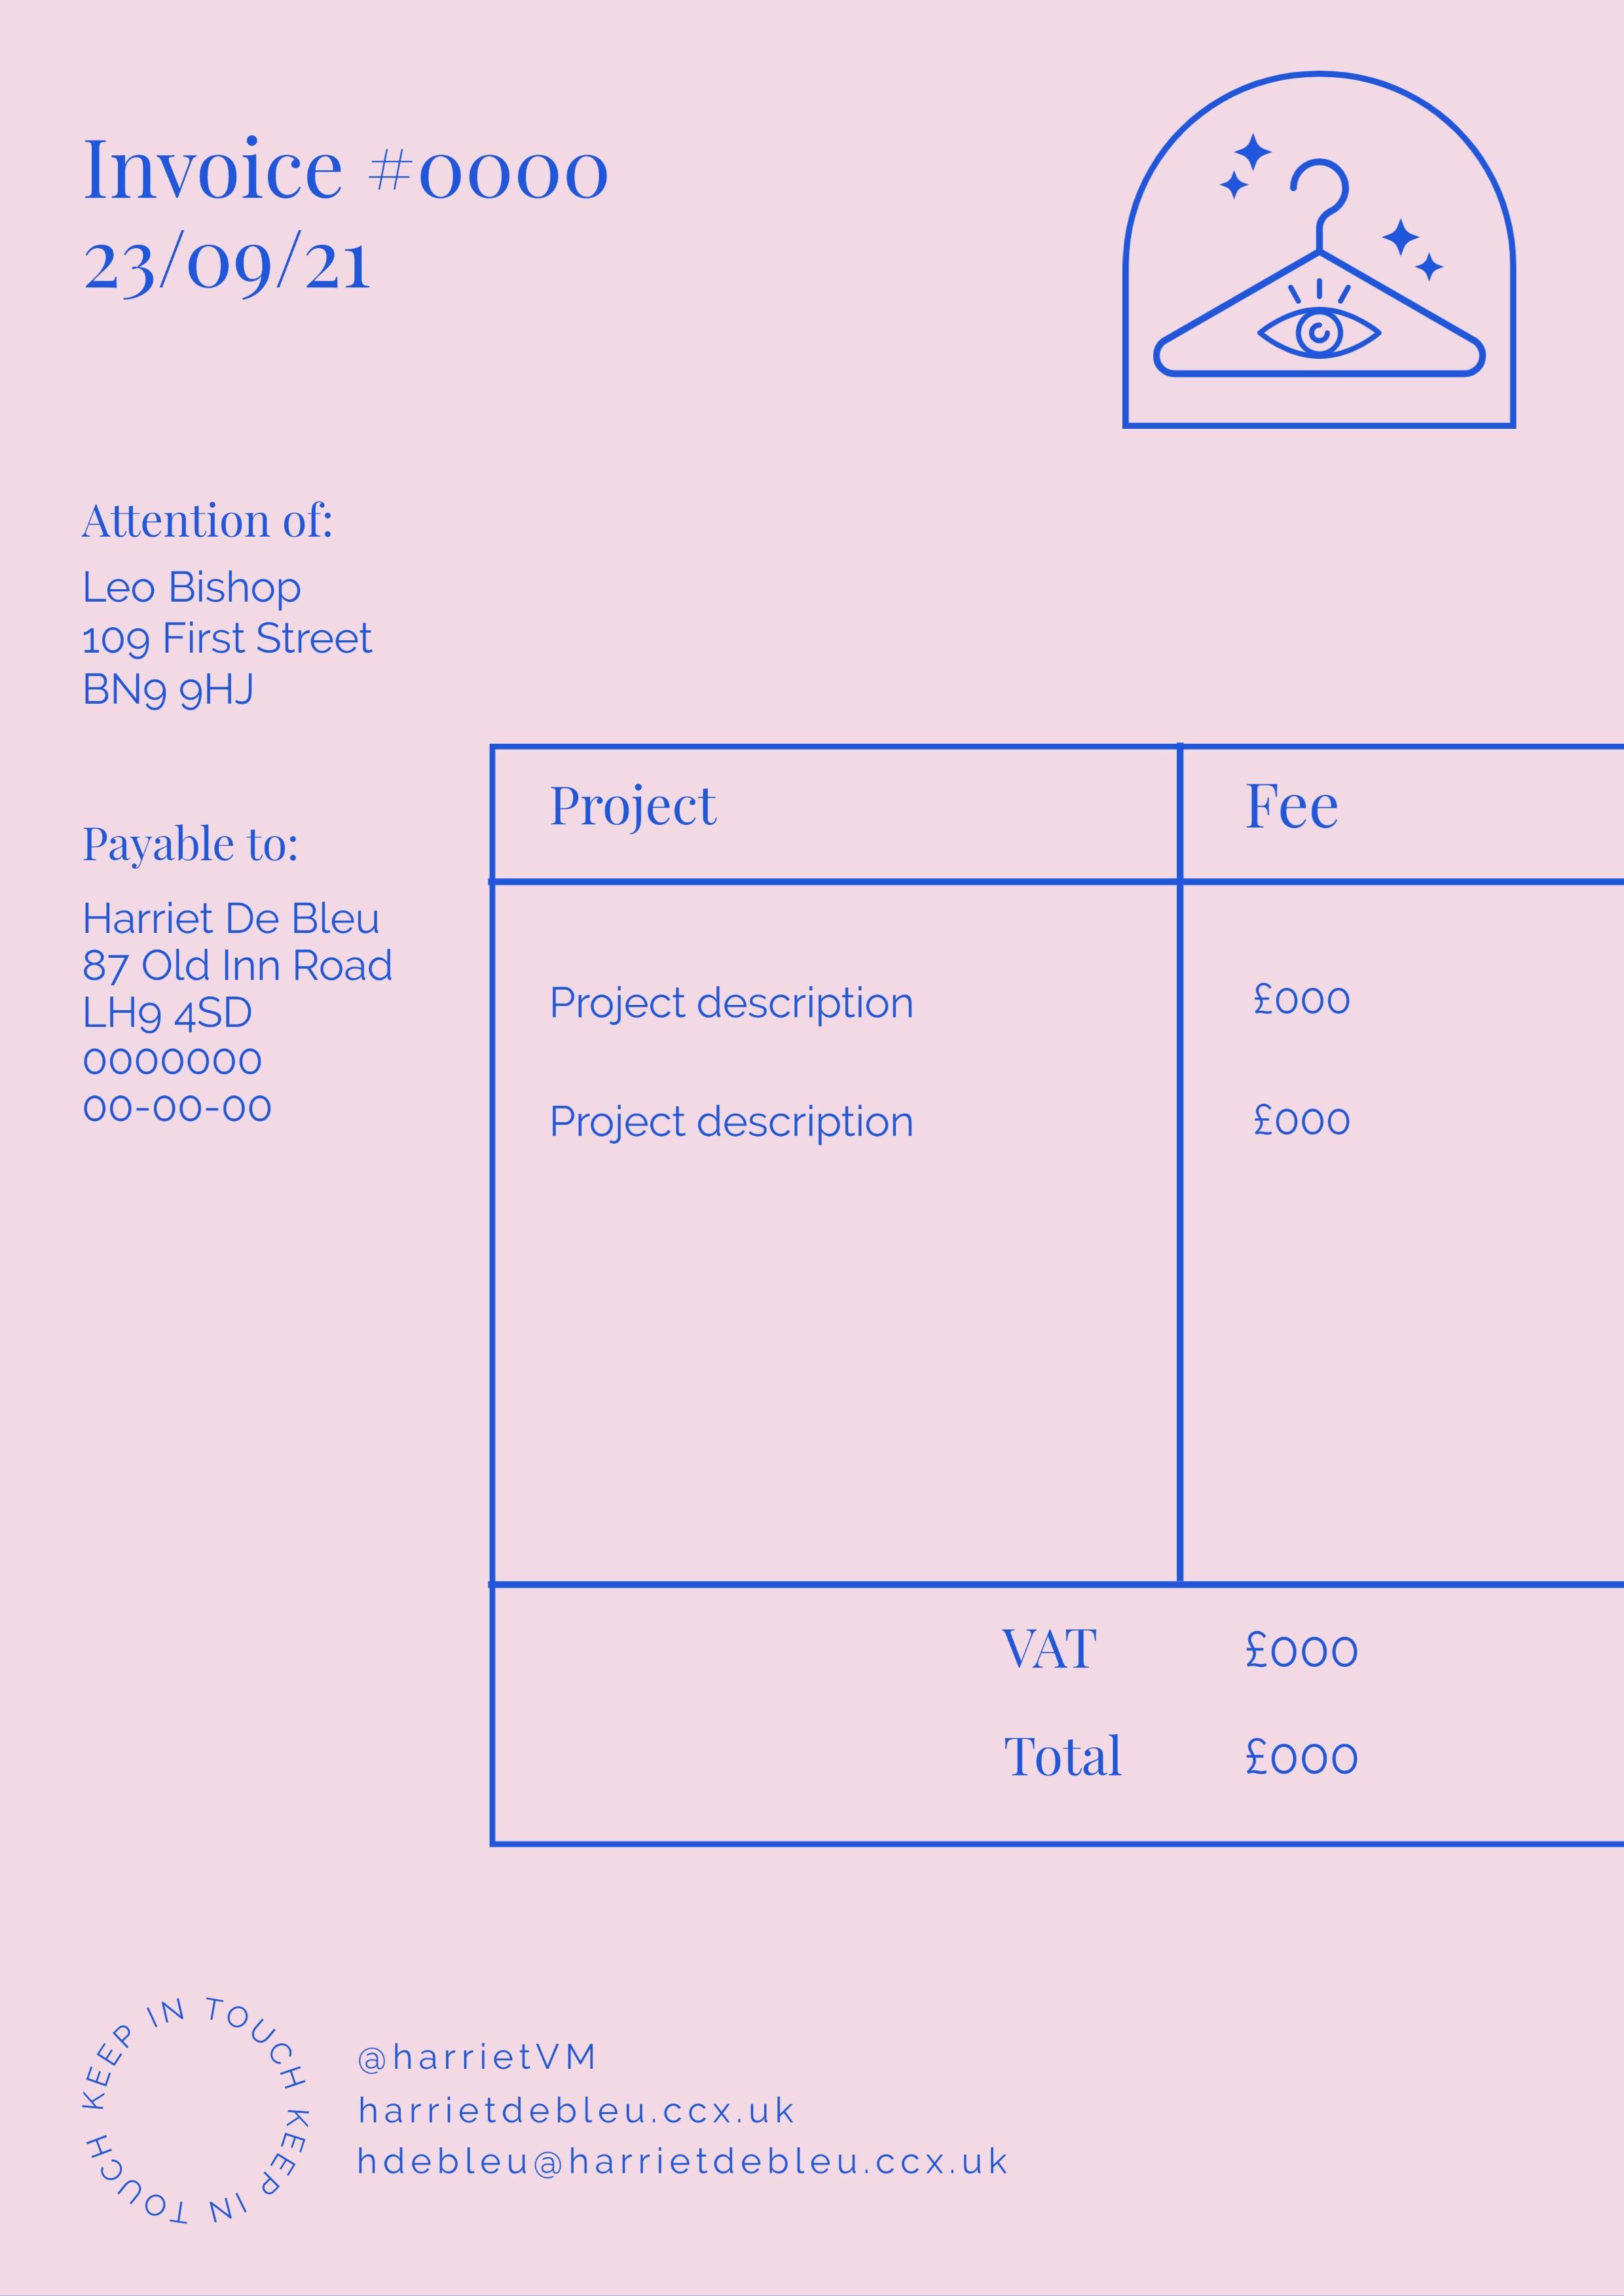 Invoice #0000
23/09/21
Attention of:
Leo Bishop
109 First Street
BN9 9HJ
Payable to:
Harriet De Bleu
87 Old Inn Road
LH9 4SD
0000000
00-00-00
Project Fee
Project description £000
Project description £000
VAT £000
Total £000
KEEP IN TOUCH KEEP IN TOUCH
@harrietVM
harrietdebleu.ccx.uk
hdebleu@harrietdebleu.ccx.uk